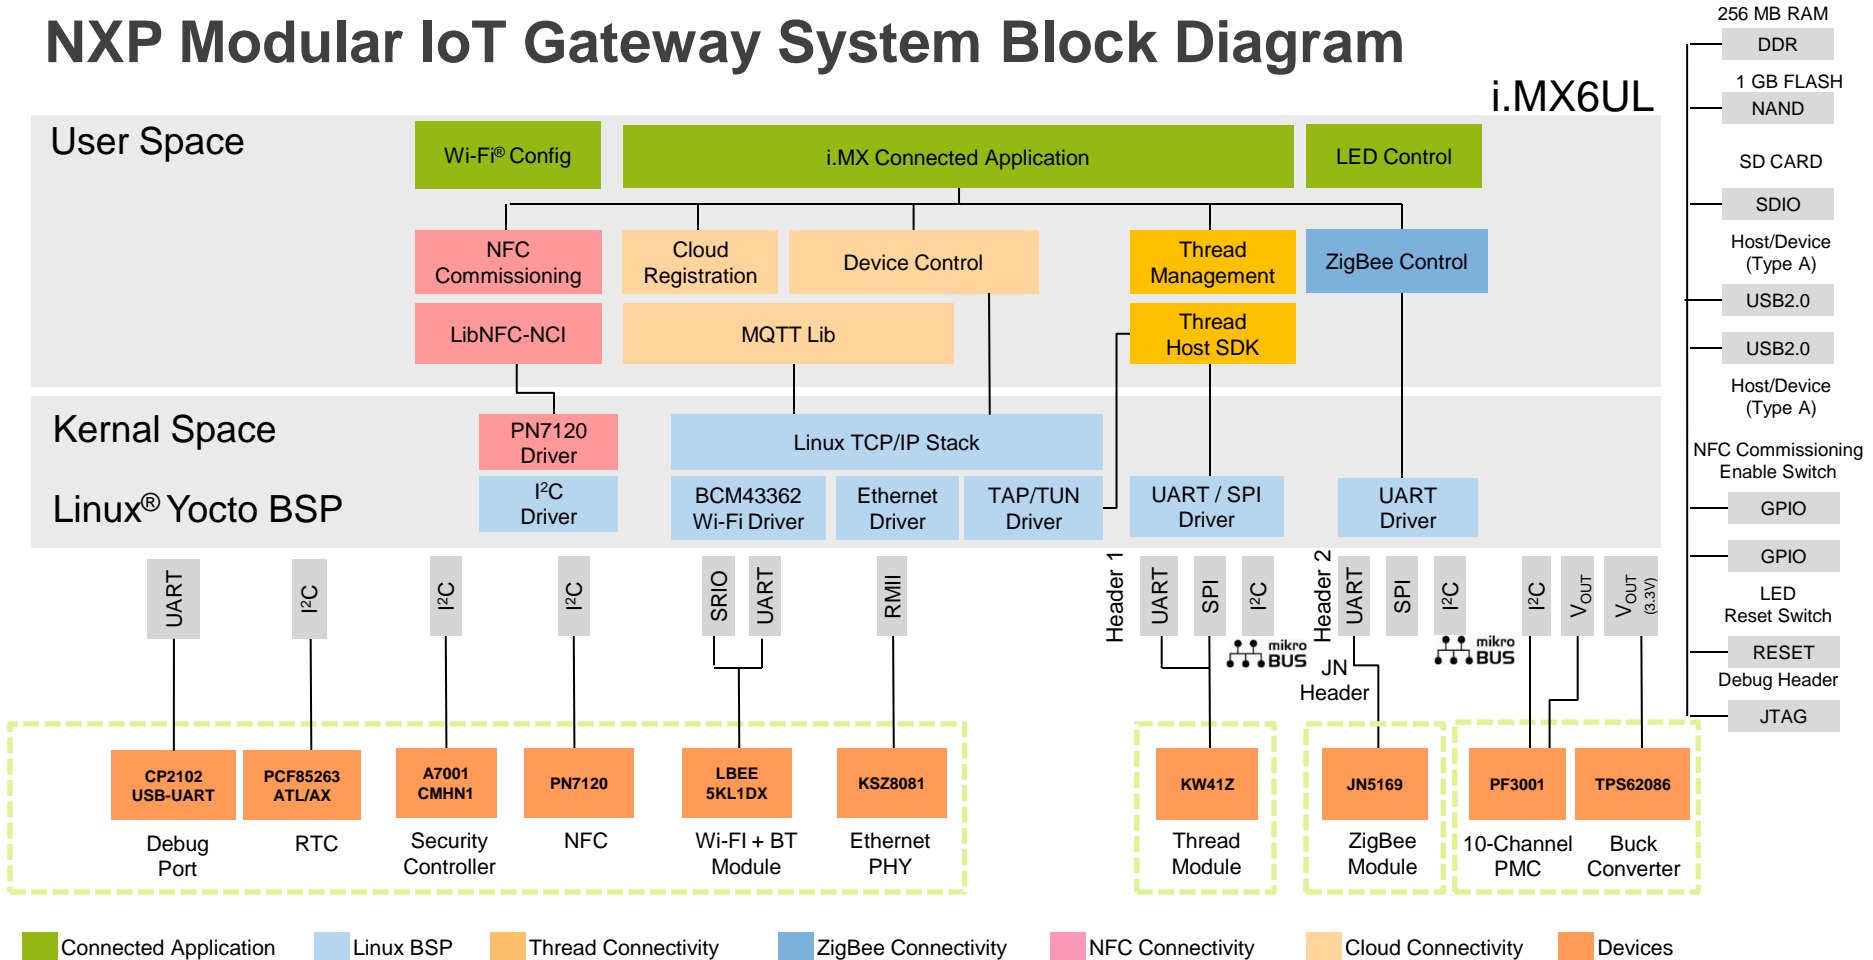 NXP Modular IoT Gateway System Block Diagram
i.MX6UL
User Space
Wi-Fi® Config
i.MX Connected Application
LED Control
NFC
Commissioning
Cloud
Registration
Device Control
Thread
Management
ZigBee Control
LibNFC-NCI
MQTT Lib
Thread
Host SDK
Kernal Space
Linux® Yocto BSP
PN7120
Driver
Linux TCP/IP Stack
I²C
Driver
BCM43362
Wi-Fi Driver
Ethernet
Driver
TAP/TUN
Driver
UART / SPI
Driver
UART
Driver
UART
I²C
I²C
I²C
SRIO
UART
RMII
Header 1
UART
SPI
I²C
mikro
BUS
Header 2
UART
SPI
I²C
mikro
BUS
JN
Header
I²C
VOUT
VOUT
(3.3V)
CP2102
USB-UART
Debug
Port
PCF85263
ATL/AX
RTC
A7001
CMHN1
Security
Controller
PN7120
NFC
LBEE
5KL1DX
Wi-FI + BT
Module
KSZ8081
Ethernet
PHY
KW41Z
Thread
Module
JN5169
ZigBee
Module
PF3001
10-Channel
PMC
TPS62086
Buck
Converter
256 MB RAM
DDR
1 GB FLASH
NAND
SD CARD
SDIO
Host/Device
(Type A)
USB2.0
USB2.0
Host/Device
(Type A)
NFC Commissioning
Enable Switch
GPIO
GPIO
LED
Reset Switch
RESET
Debug Header
JTAG
Connected Application
Linux BSP
Thread Connectivity
ZigBee Connectivity
NFC Connectivity
Cloud Connectivity
Devices